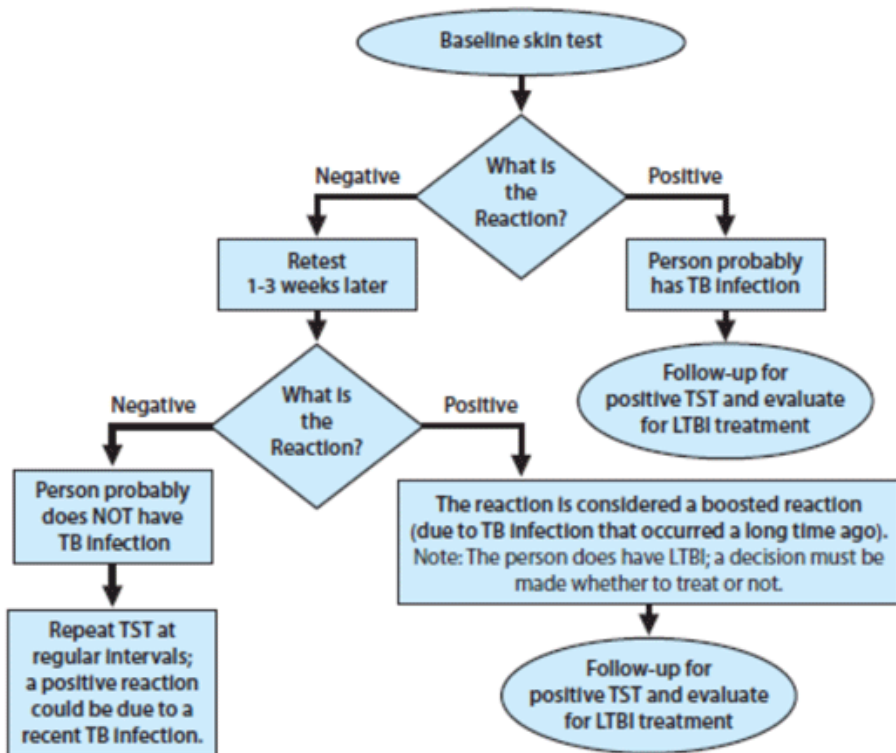 Baseline skin test
What is
the
Reaction?
Negative
Positive
Retest
1-3 weeks later
Person probably
has TB infection
Follow-up for
positive TST and evaluate
for LTBI treatment
What is
the
Reaction?
Negative
Positive
Person probably
does NOT have
TB infection
The reaction is considered a boosted reaction
(due to TB infection that occurred a long time ago).
Note: The person does have LTBI; a decision must be
made whether to treat or not.
Repeat TST at
regular intervals;
a positive reaction
could be due to a
recent TB infection.
Follow-up for
positive TST and evaluate
for LTBI treatment